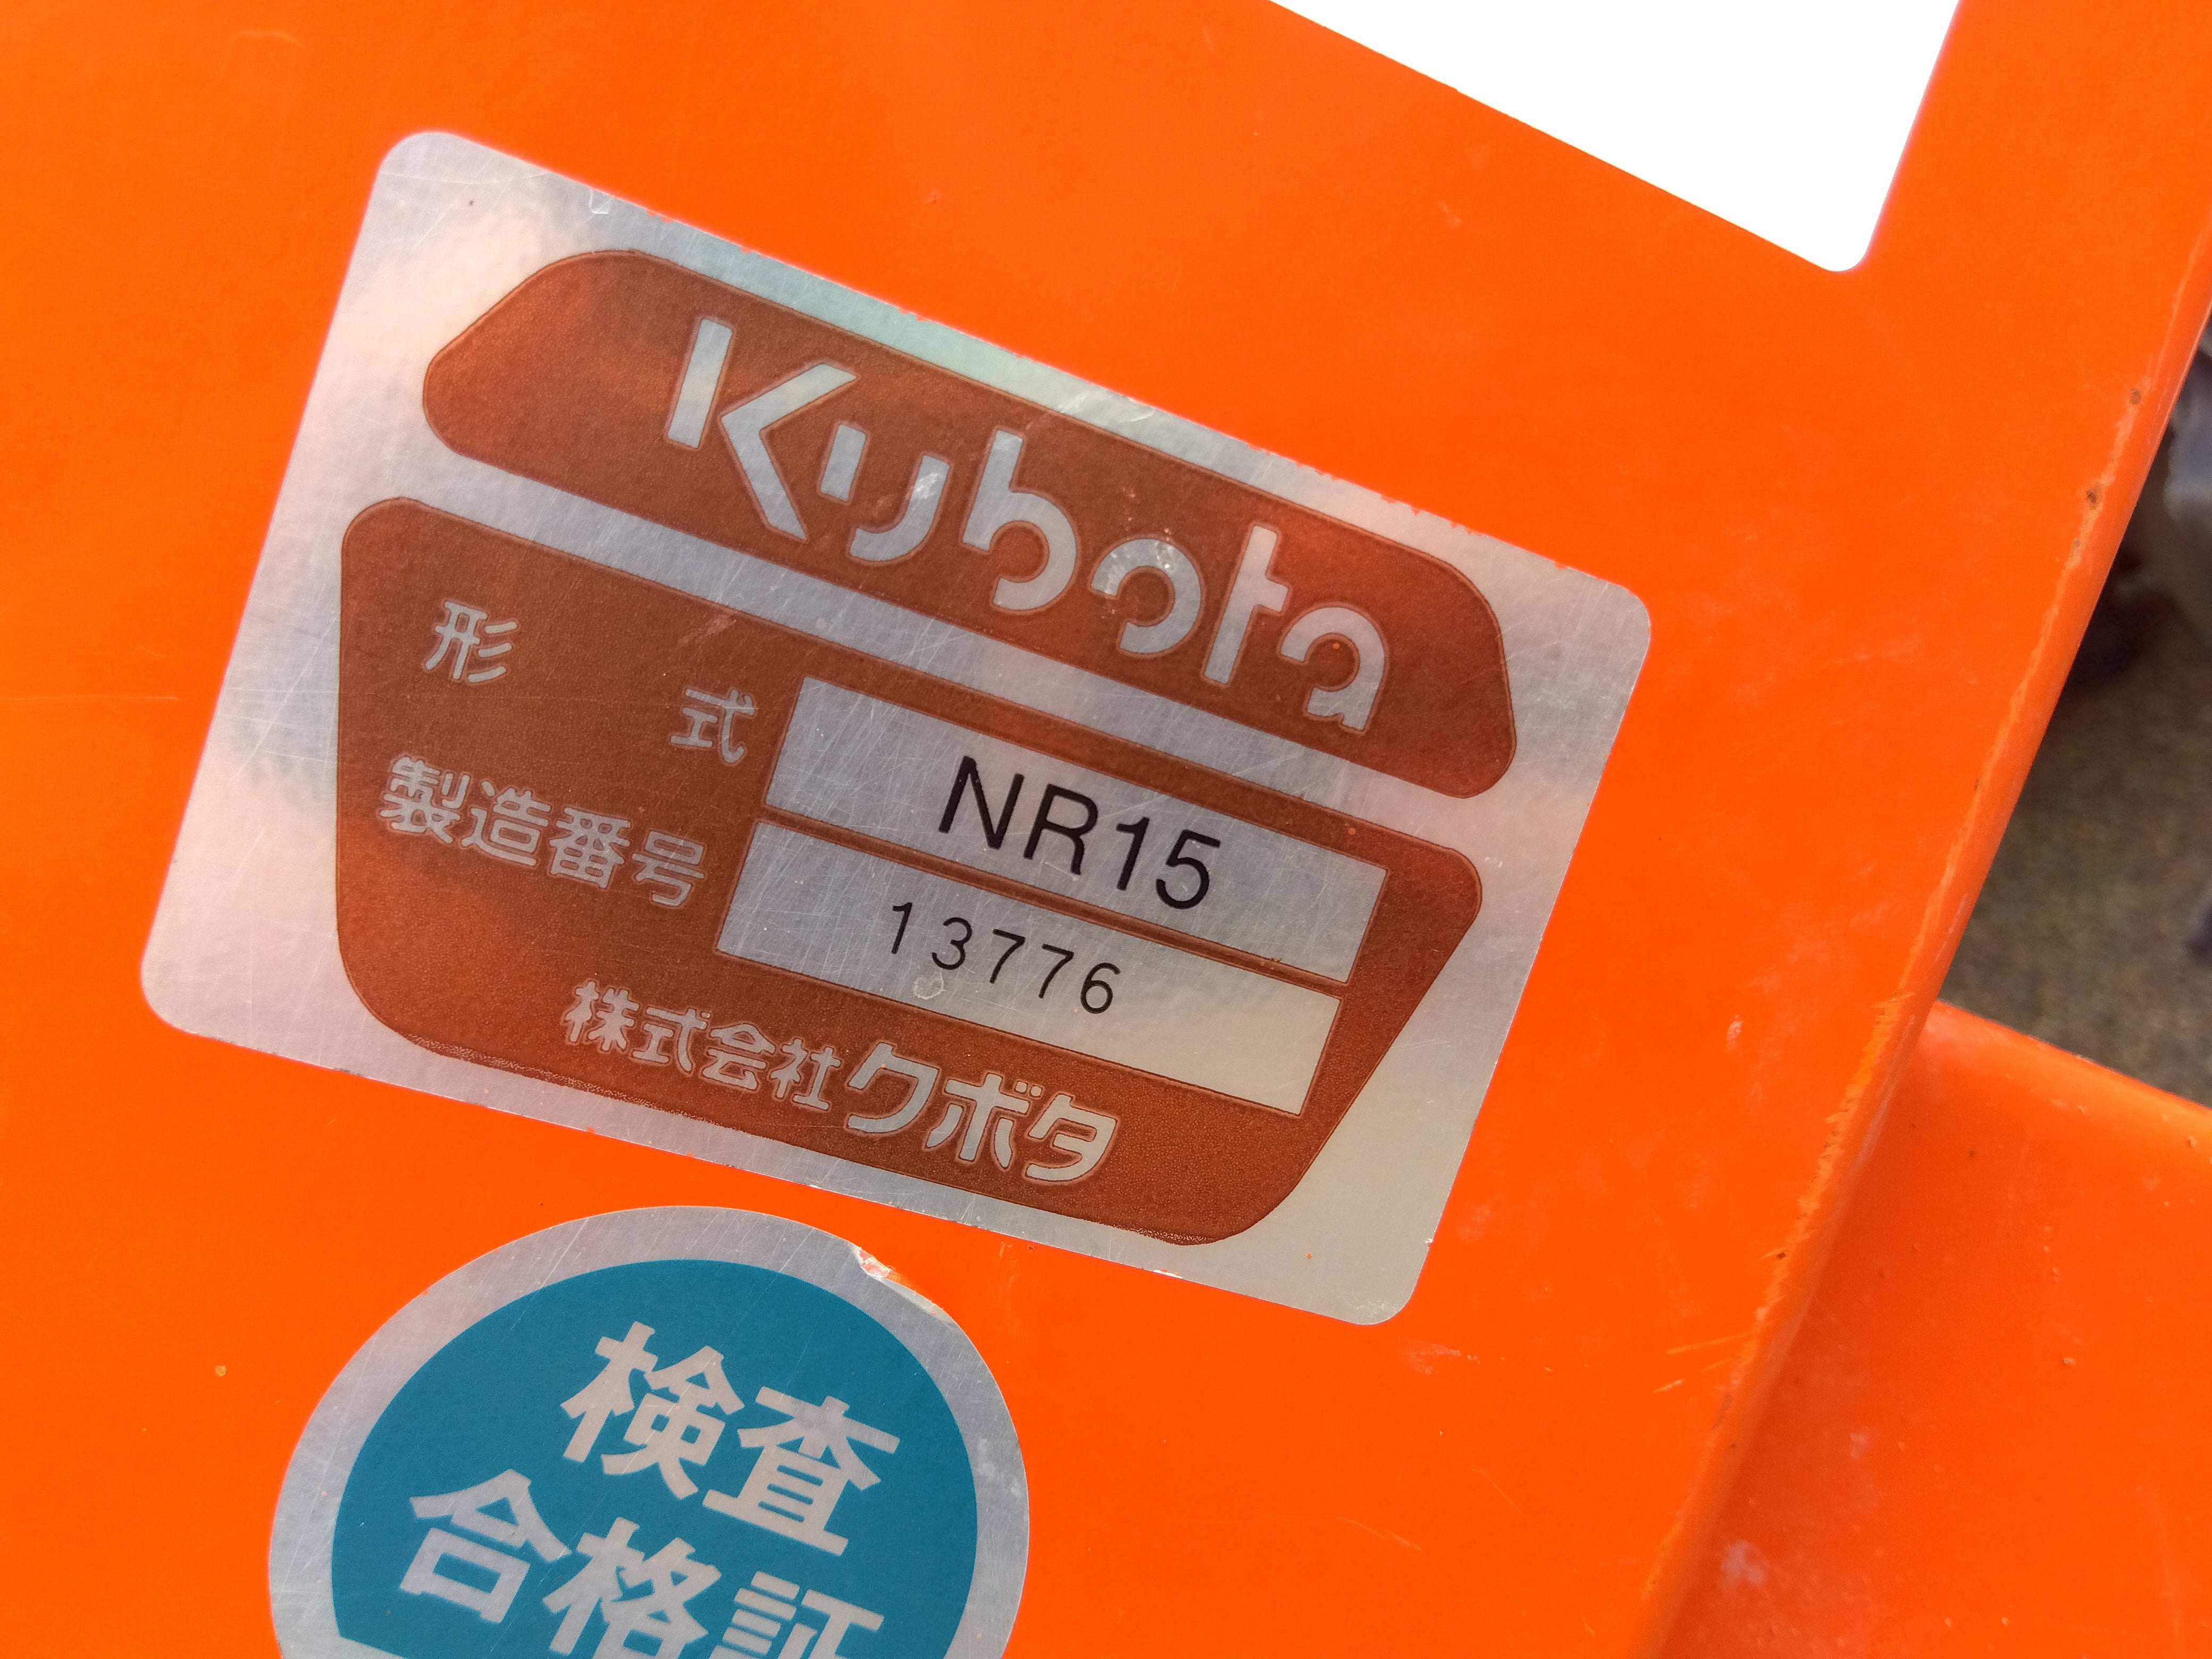 Kubota
形式 NR15
製造番号 13776
株式会社クボタ
検査
合格証